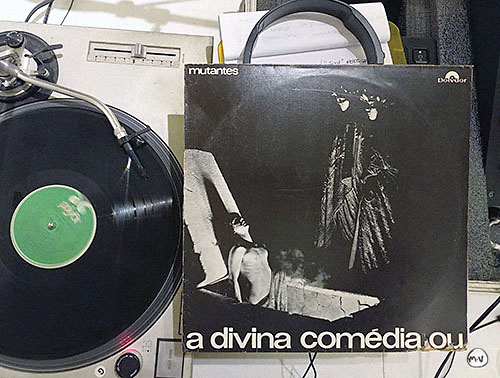 mutantes
Polydor
a divina comédia ou